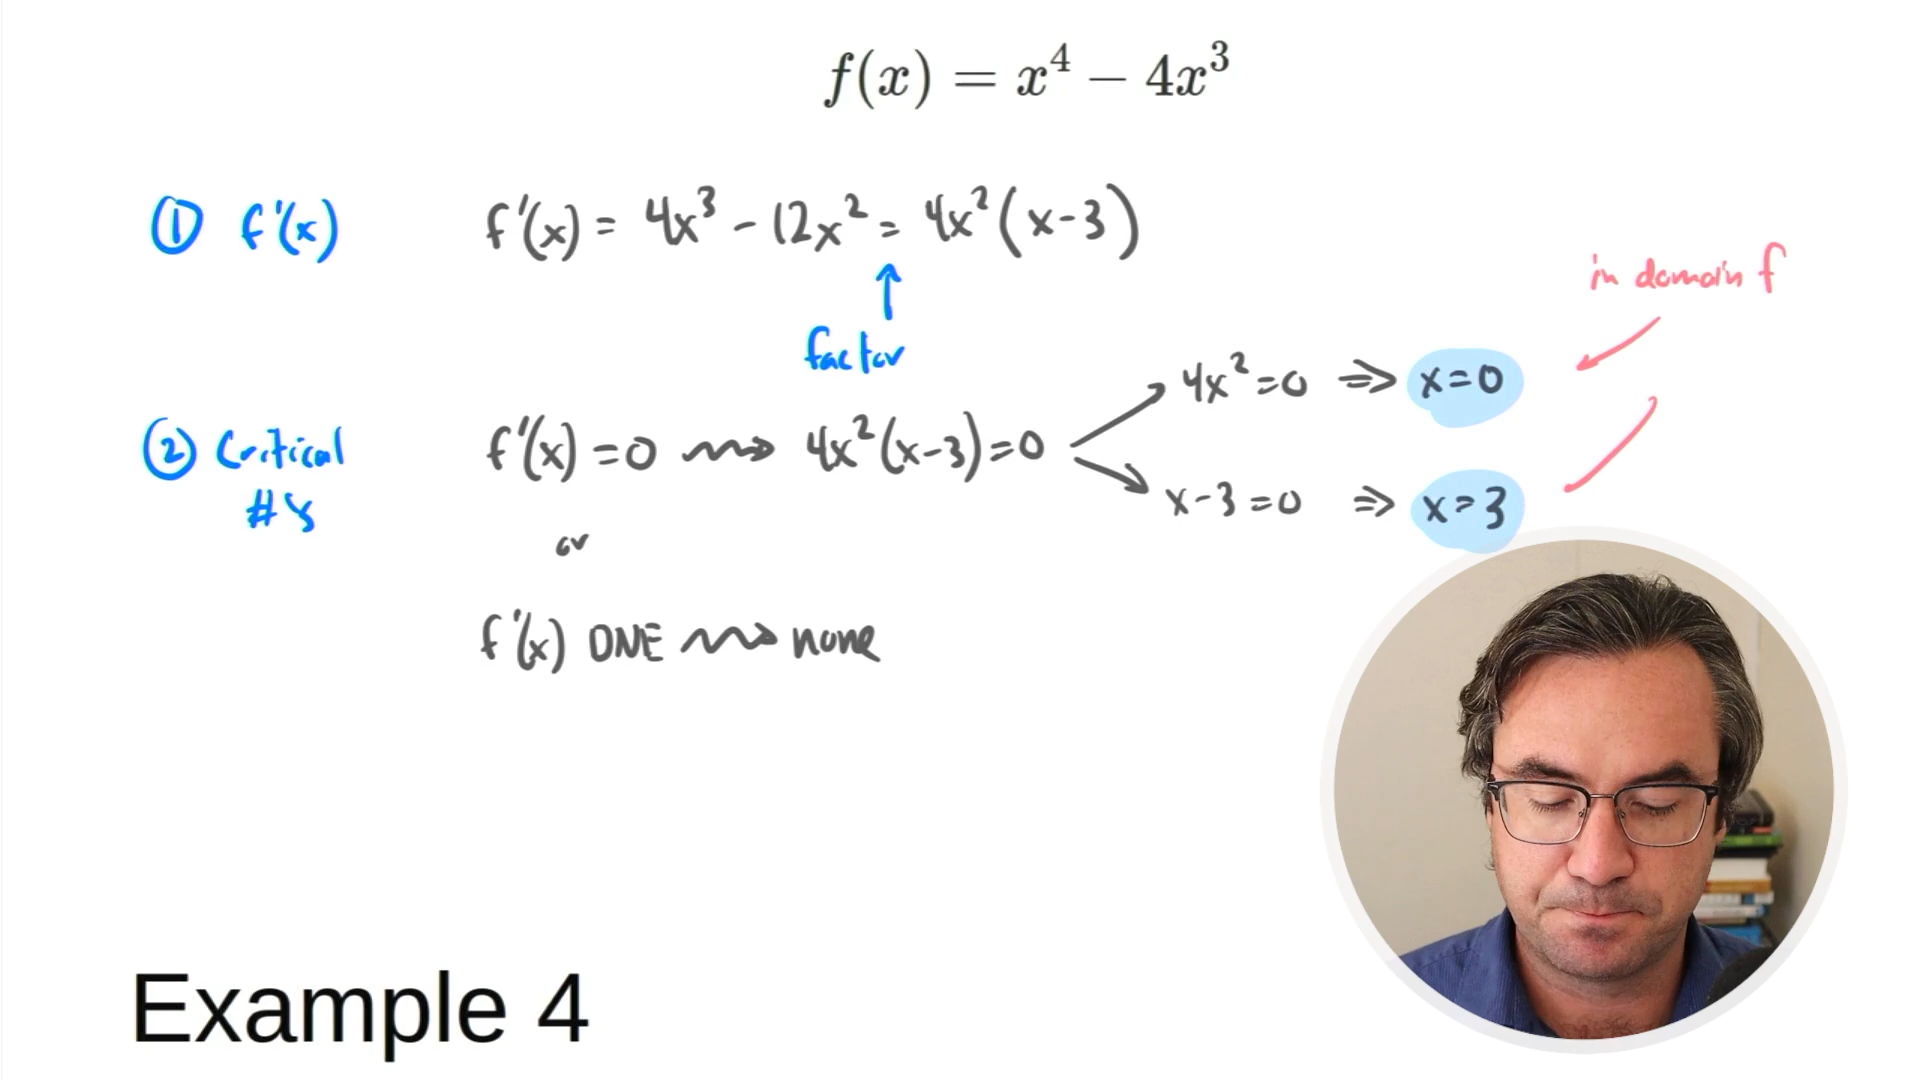 f(x) = x⁴ − 4x³
① f'(x) f'(x) = 4x³ - 12x² = 4x²(x-3)
in domain f
factor
4x²=0 ⇒ x=0
② Critical f'(x) = 0 ⇝ 4x²(x-3)=0
#s
x-3=0 ⇒ x=3
or
f'(x) DNE ⇝ none
Example 4